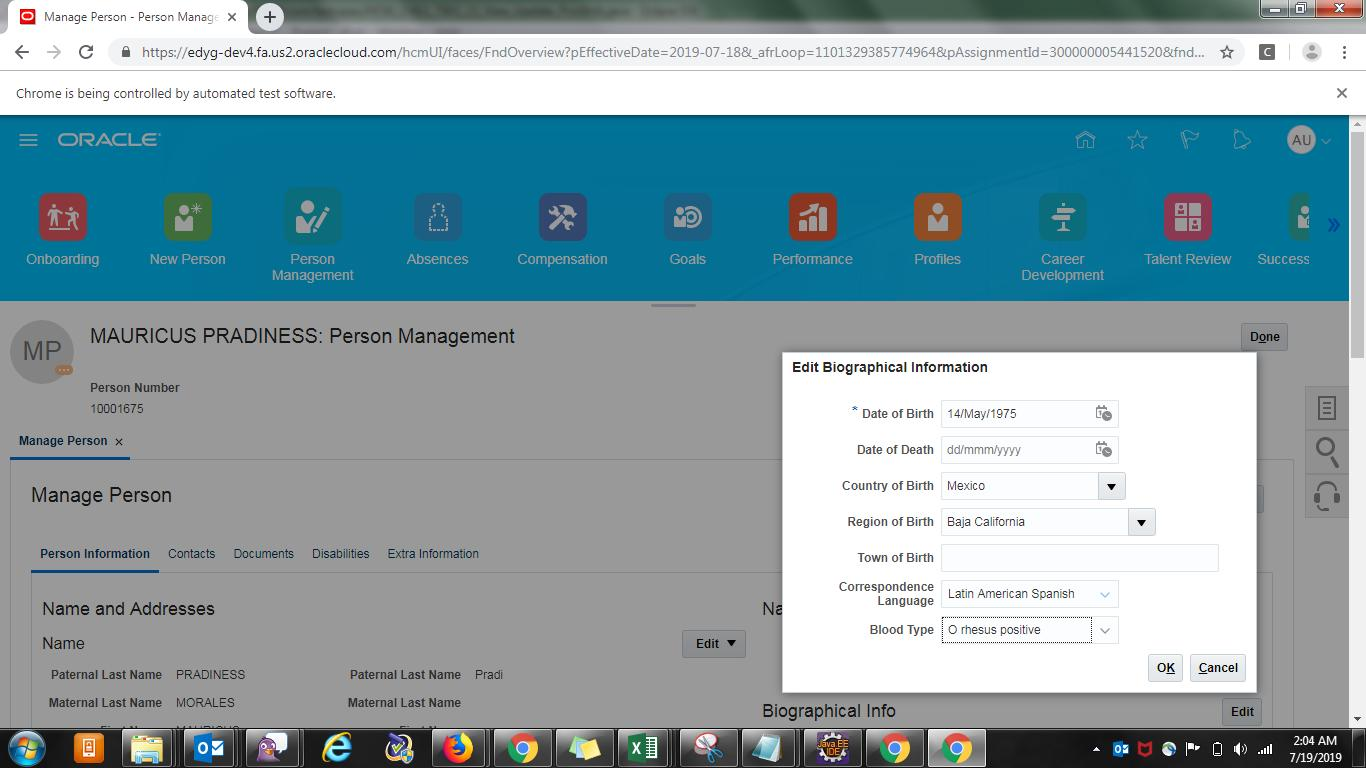 Manage Person - Person Manage
https://edyg-dev4.fa.us2.oraclecloud.com/hcmUI/faces/FndOverview?pEffectiveDate=2019-07-18&_afrLoop=1101329385774964&pAssignmentId=300000005441520&fnd...
C
Chrome is being controlled by automated test software.
ORACLE
AU
Onboarding
New Person
Person
Management
Absences
Compensation
Goals
Performance
Profiles
Career
Development
Talent Review
Success
MP
MAURICUS PRADINESS: Person Management
Done
Person Number
10001675
Manage Person
Manage Person
Person Information Contacts Documents Disabilities Extra Information
Name and Addresses
Na
Name
Edit
Paternal Last Name PRADINESS
Paternal Last Name Pradi
Maternal Last Name MORALES
Maternal Last Name
Biographical Info
Edit
Edit Biographical Information
* Date of Birth 14/May/1975
Date of Death dd/mmm/yyyy
Country of Birth Mexico
Region of Birth Baja California
Town of Birth
Correspondence
Language
Latin American Spanish
Blood Type O rhesus positive
OK
Cancel
Java EE
IDE
2:04 AM
7/19/2019